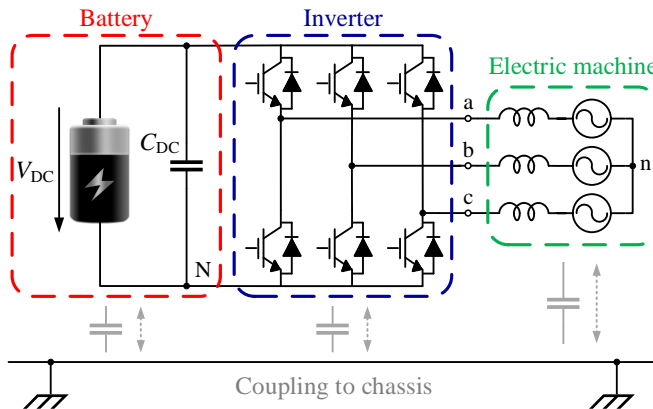 Battery
Inverter
Electric machine
a
V_DC
C_DC
b
n
c
N
Coupling to chassis